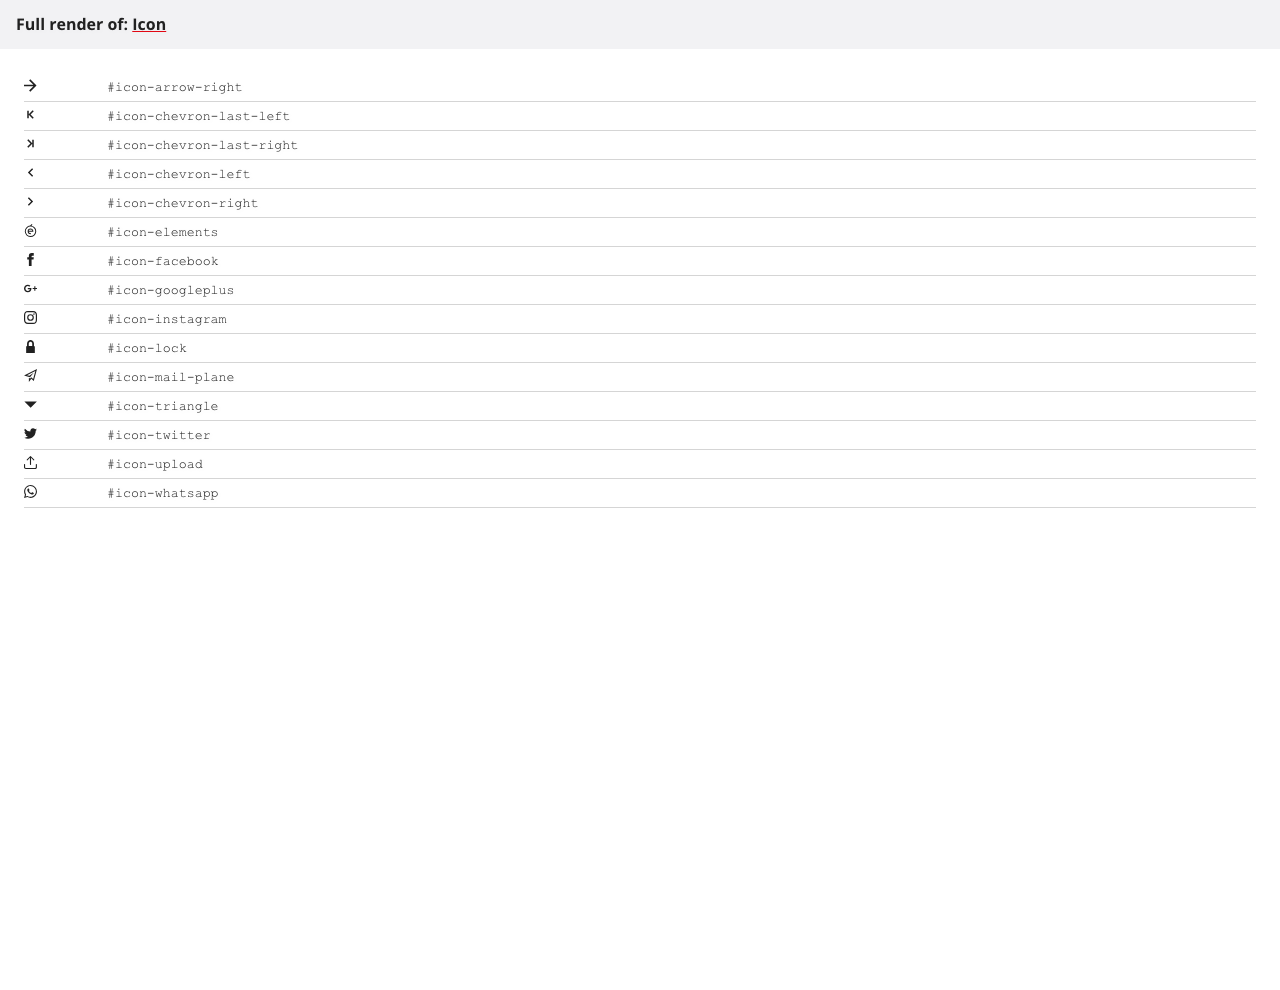 Full render of: Icon
#icon-arrow-right
#icon-chevron-last-left
#icon-chevron-last-right
#icon-chevron-left
#icon-chevron-right
#icon-elements
#icon-facebook
#icon-googleplus
#icon-instagram
#icon-lock
#icon-mail-plane
#icon-triangle
#icon-twitter
#icon-upload
#icon-whatsapp